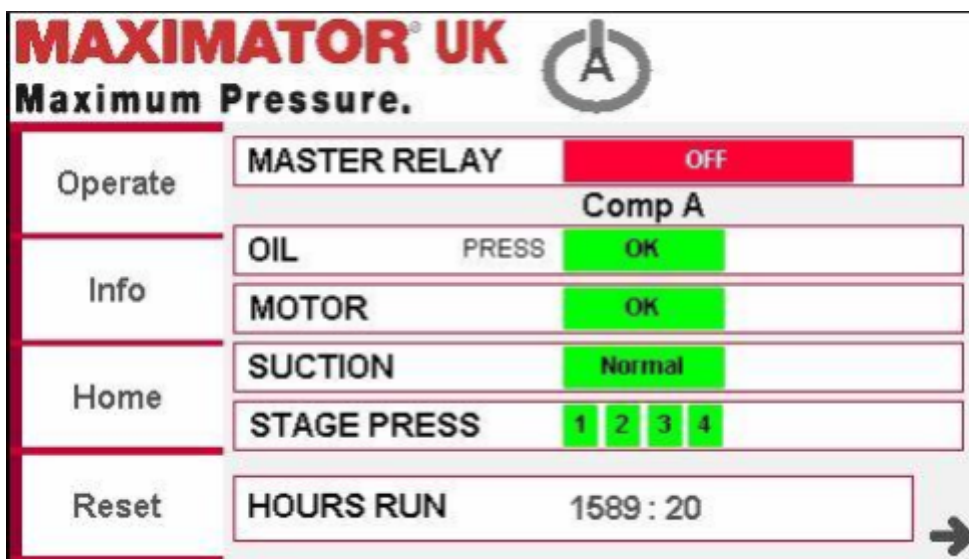 MAXIMATOR® UK
A
Maximum Pressure.
Operate
Info
Home
Reset
MASTER RELAY OFF
Comp A
OIL PRESS OK
MOTOR OK
SUCTION Normal
STAGE PRESS 1 2 3 4
HOURS RUN 1589 : 20